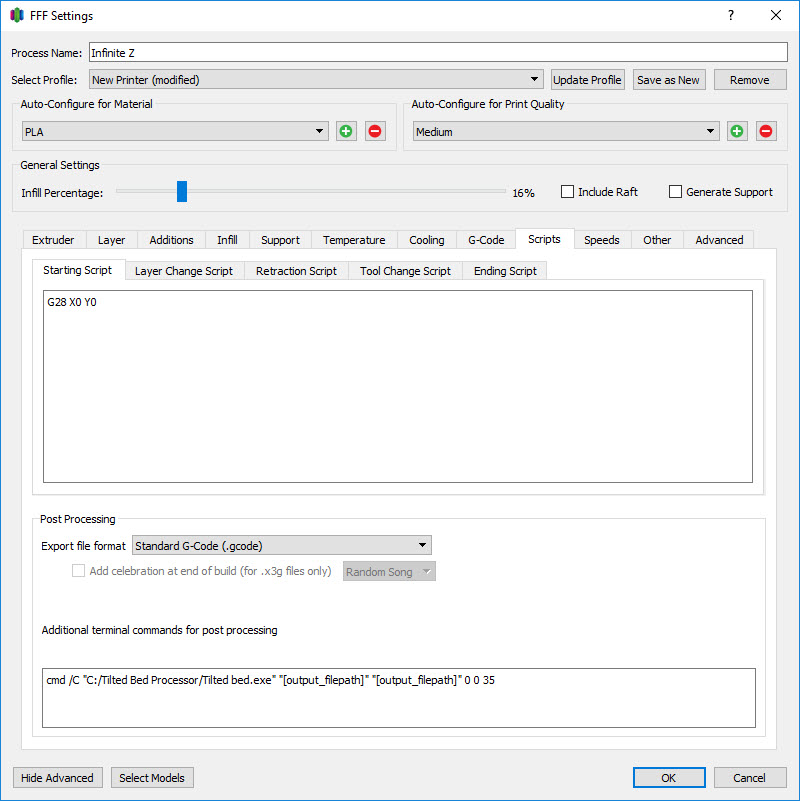 FFF Settings ?
Process Name: Infinite Z
Select Profile: New Printer (modified) Update Profile Save as New Remove
Auto-Configure for Material Auto-Configure for Print Quality
PLA Medium
General Settings
Infill Percentage: 16% Include Raft Generate Support
Extruder Layer Additions Infill Support Temperature Cooling G-Code Scripts Speeds Other Advanced
Starting Script Layer Change Script Retraction Script Tool Change Script Ending Script
G28 X0 Y0
Post Processing
Export file format Standard G-Code (.gcode)
Add celebration at end of build (for .x3g files only) Random Song
Additional terminal commands for post processing
cmd /C "C:/Tilted Bed Processor/Tilted bed.exe" "[output_filepath]" "[output_filepath]" 0 0 35
Hide Advanced Select Models OK Cancel